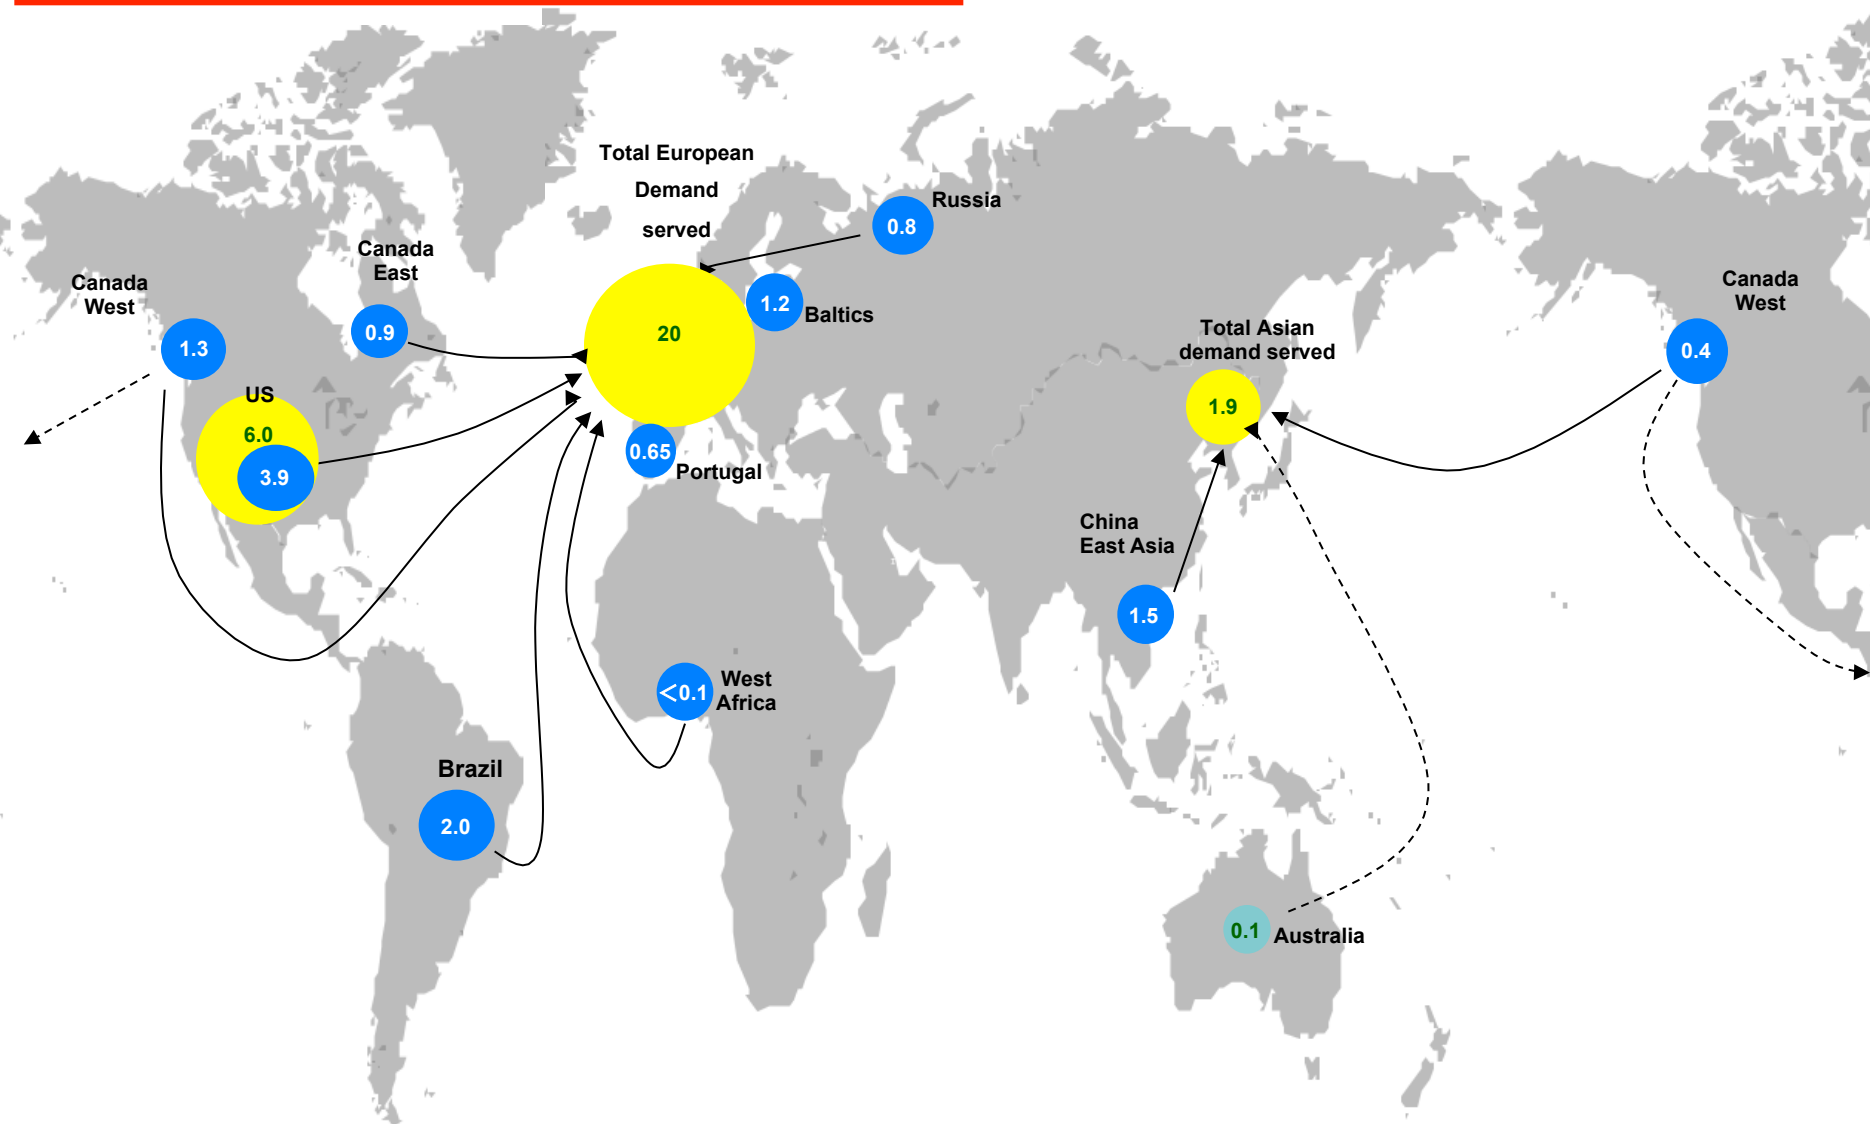 Total European
Demand
served
Russia
0.8
Canada
East
Canada
West
Canada
West
1.2
Baltics
0.9
1.3
20
Total Asian
demand served
0.4
US
6.0
1.9
3.9
0.65
Portugal
China
East Asia
1.5
<0.1
West
Africa
Brazil
2.0
0.1
Australia